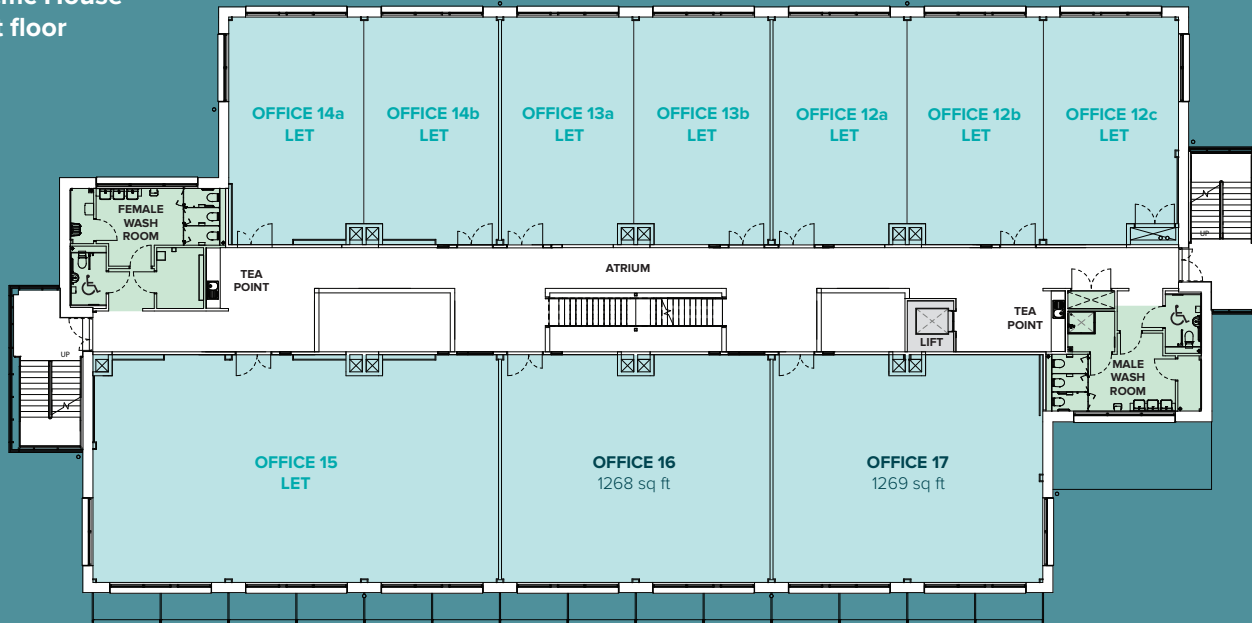 House
floor
OFFICE 14a
LET
OFFICE 14b
LET
OFFICE 13a
LET
OFFICE 13b
LET
OFFICE 12a
LET
OFFICE 12b
LET
OFFICE 12c
LET
FEMALE
WASH
ROOM
UP
TEA
POINT
ATRIUM
TEA
POINT
LIFT
UP
MALE
WASH
ROOM
OFFICE 15
LET
OFFICE 16
1268 sq ft
OFFICE 17
1269 sq ft